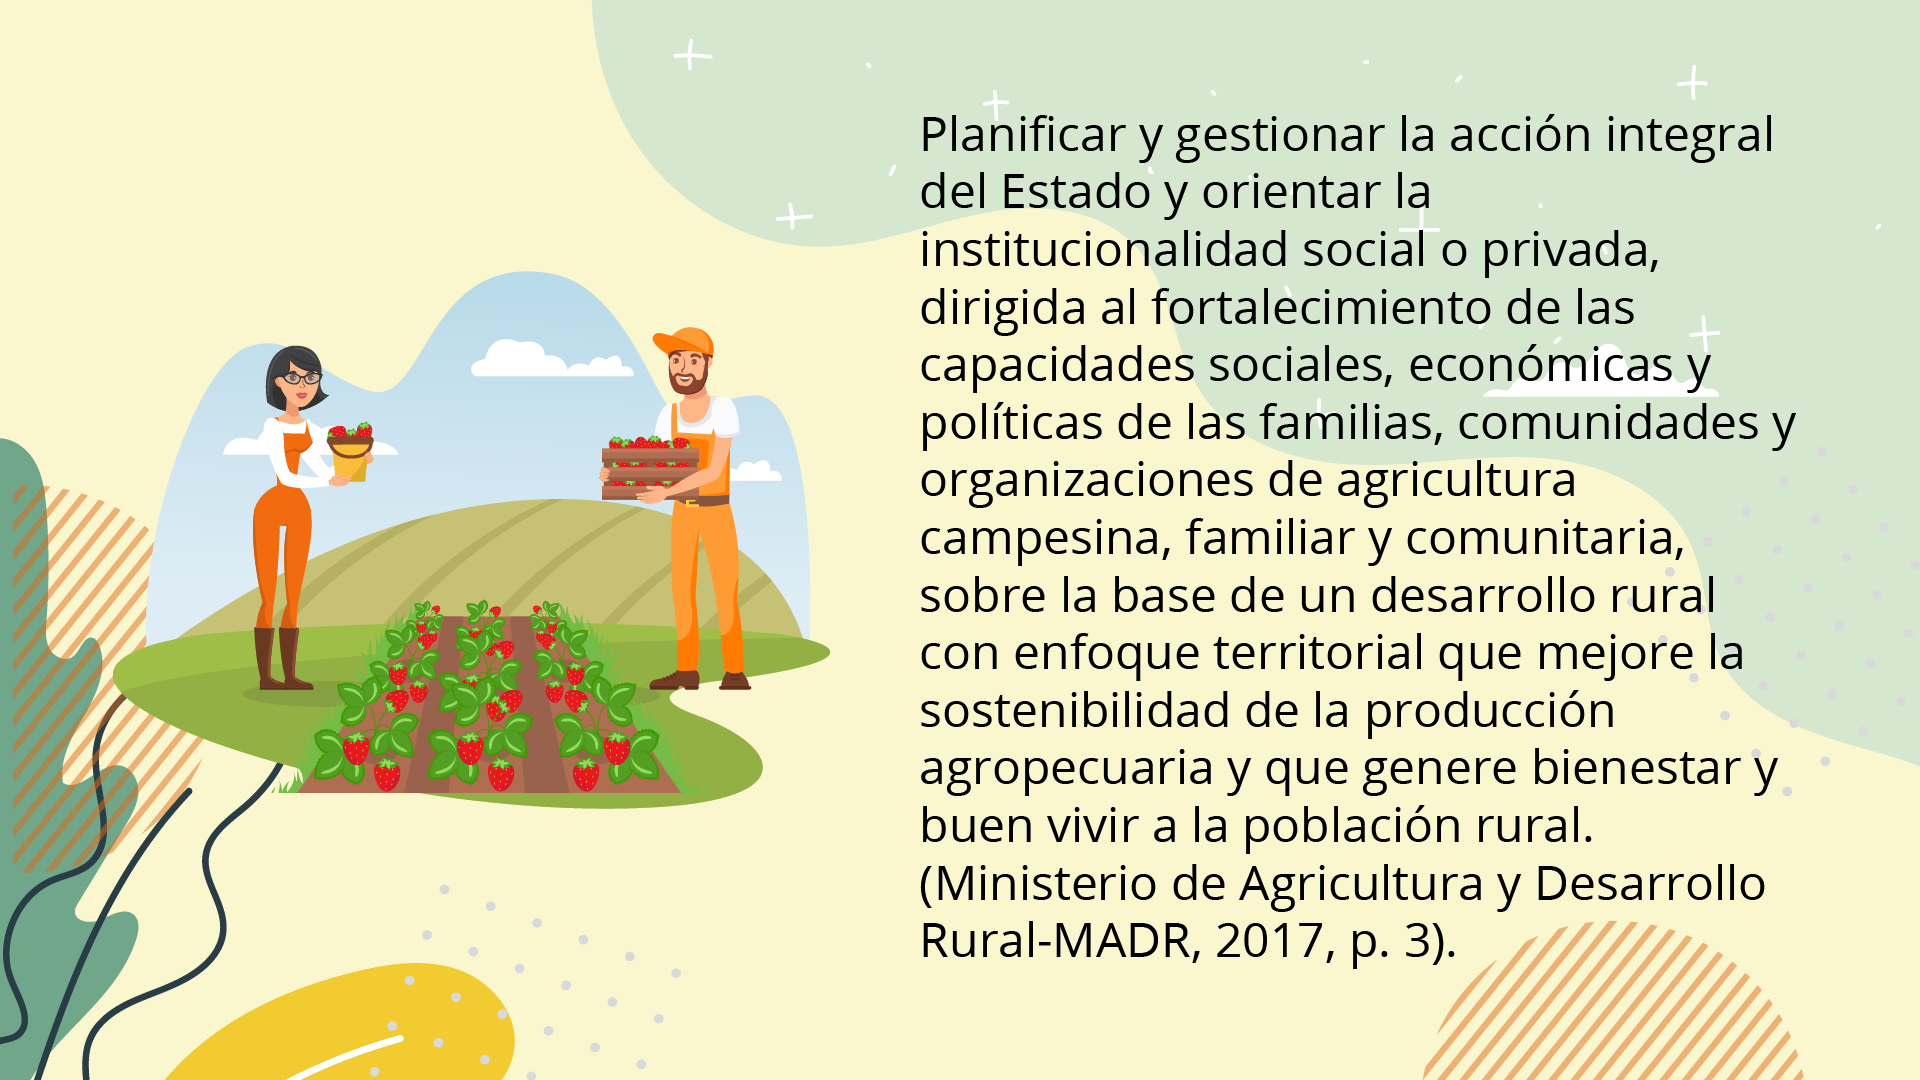 Planificar y gestionar la acción integral
del Estado y orientar la
institucionalidad social o privada,
dirigida al fortalecimiento de las
capacidades sociales, económicas y
políticas de las familias, comunidades y
organizaciones de agricultura
campesina, familiar y comunitaria,
sobre la base de un desarrollo rural
con enfoque territorial que mejore la
sostenibilidad de la producción
agropecuaria y que genere bienestar y
buen vivir a la población rural.
(Ministerio de Agricultura y Desarrollo
Rural-MADR, 2017, p. 3).